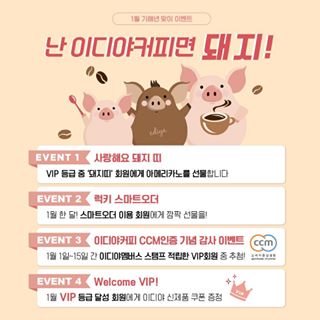 1월 기해년 맞이 이벤트
난 이디야커피면 돼지!
ediya
EVENT 1 사랑해요 돼지 띠
VIP 등급 중 '돼지띠' 회원에게 아메리카노를 선물합니다
EVENT 2 럭키 스마트오더
1월 한 달! 스마트오더 이용 회원에게 깜짝 선물을!
EVENT 3 이디야커피 CCM인증 기념 감사 이벤트
1월 1일~15일 간 이디야멤버스 스탬프 적립한 VIP회원 중 추첨!
ccm
EVENT 4 Welcome VIP!
1월 VIP 등급 달성 회원에게 이디야 신제품 쿠폰 증정